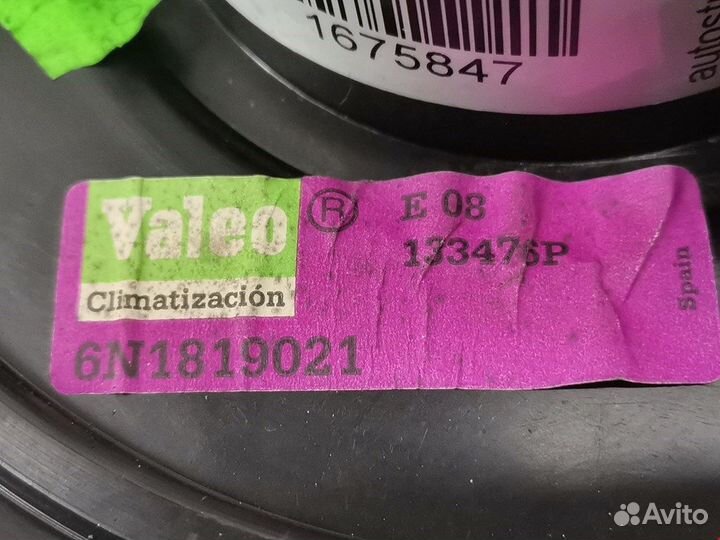 1675847
Valeo ®
Climatización
E 08
133476P
6N1819021
Spain
Avito